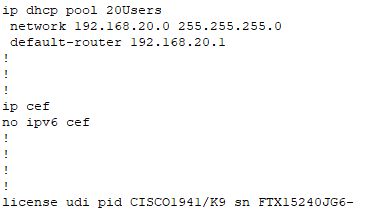 ip dhcp pool 20Users
network 192.168.20.0 255.255.255.0
default-router 192.168.20.1
!
!
!
ip cef
no ipv6 cef
!
!
!
!
license udi pid CISCO1941/K9 sn FTX15240JG6-